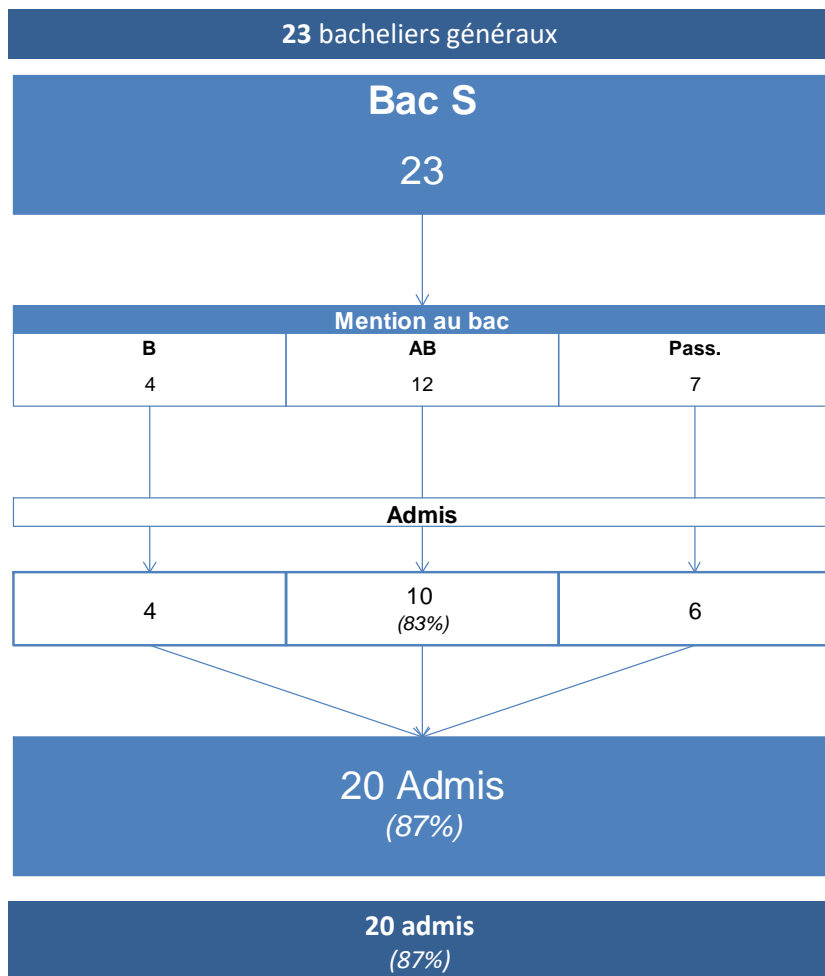 23 bacheliers généraux
Bac S
23
Mention au bac
B AB Pass.
4 12 7
Admis
4 10 6
(83%)
20 Admis
(87%)
20 admis
(87%)